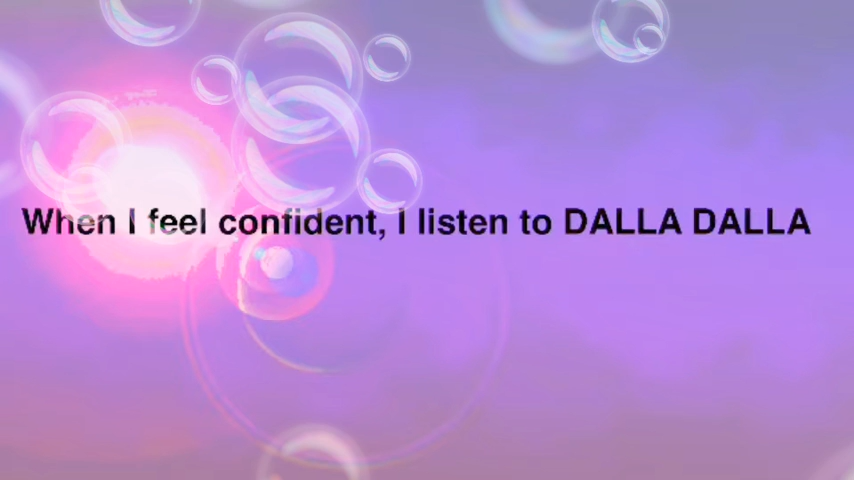 When I feel confident, I listen to DALLA DALLA